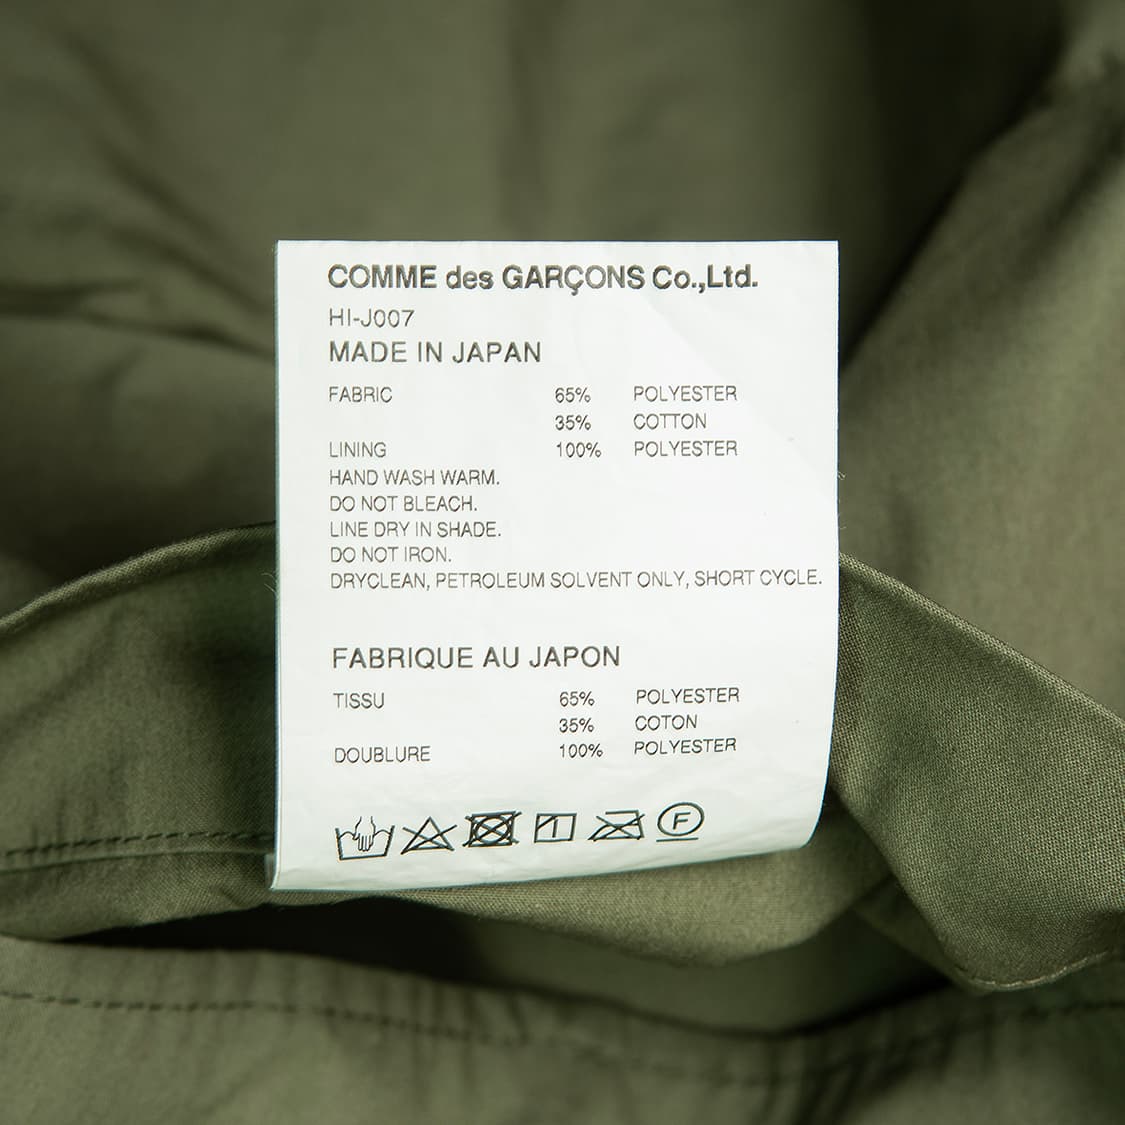 COMME des GARÇONS Co.,Ltd.
HI-J007
MADE IN JAPAN
FABRIC 65% POLYESTER
35% COTTON
LINING 100% POLYESTER
HAND WASH WARM.
DO NOT BLEACH.
LINE DRY IN SHADE.
DO NOT IRON.
DRYCLEAN, PETROLEUM SOLVENT ONLY, SHORT CYCLE.
FABRIQUE AU JAPON
TISSU 65% POLYESTER
35% COTON
DOUBLURE 100% POLYESTER
F